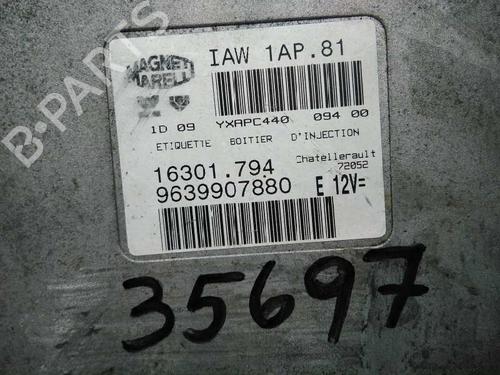 MAGNETI
MARELLI
IAW 1AP.81
1D 09 YXAPC440 094 00
ETIQUETTE BOITIER D'INJECTION
16301.794
Chatellerault
72052
9639907880 E 12V=
35697
B-PARTS